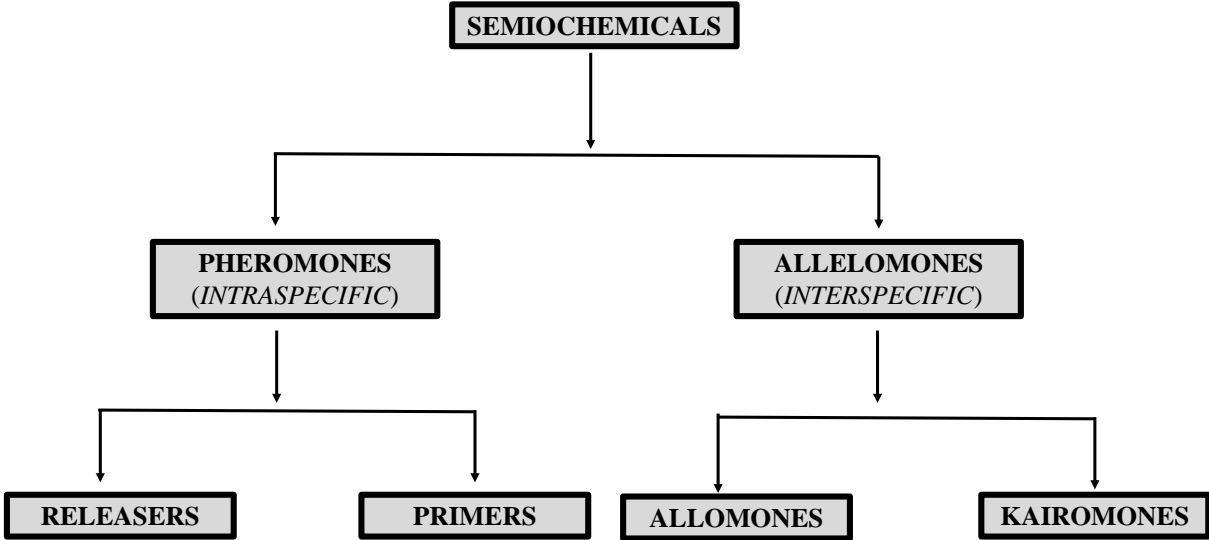 SEMIOCHEMICALS
PHEROMONES
(INTRASPECIFIC)
ALLELOMONES
(INTERSPECIFIC)
RELEASERS
PRIMERS
ALLOMONES
KAIROMONES